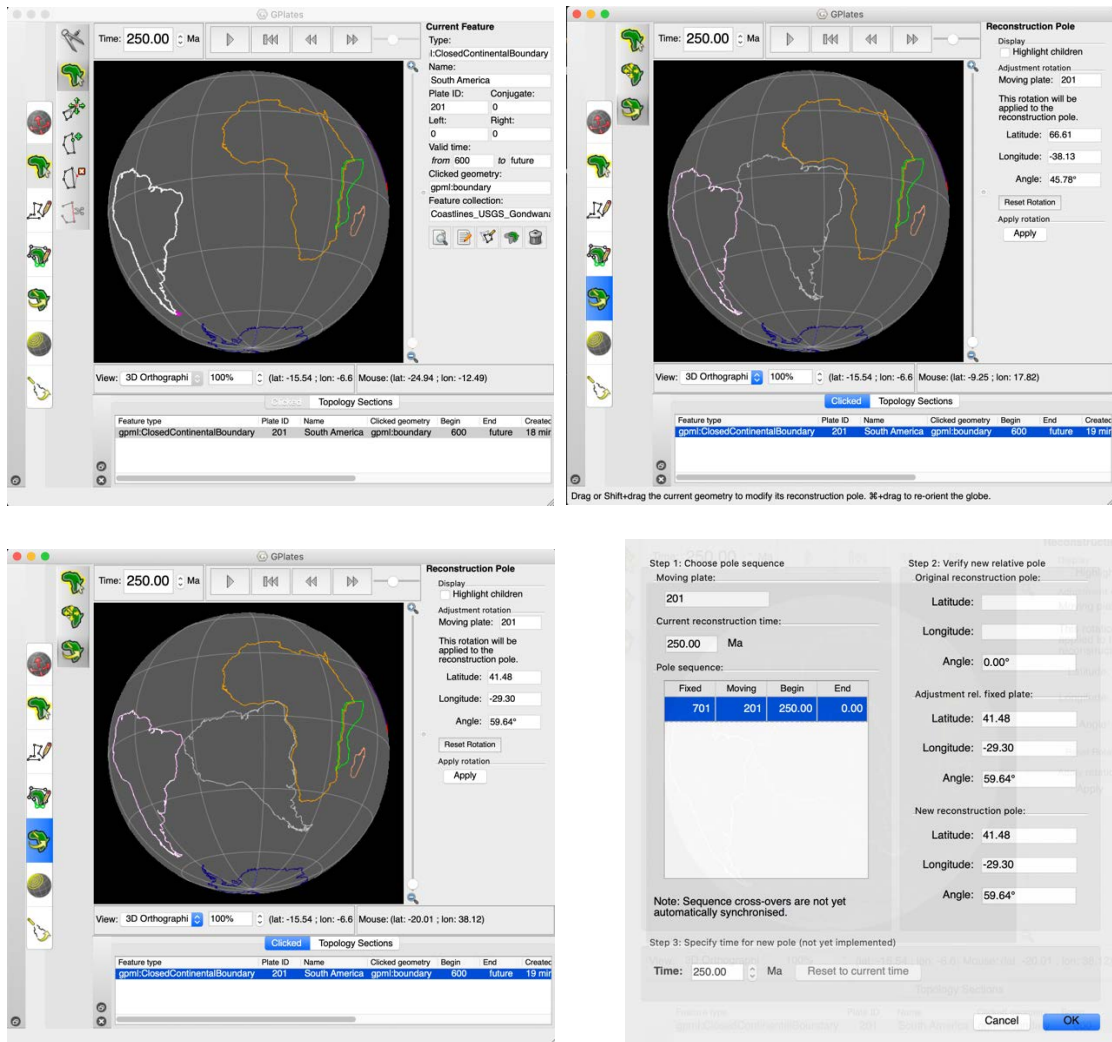 GPlates
Time: 250.00 Ma
Current Feature
Type:
l:ClosedContinentalBoundary
Name:
South America
Plate ID: Conjugate:
201 0
Left: Right:
0 0
Valid time:
from 600 to future
Clicked geometry:
gpml:boundary
Feature collection:
Coastlines_USGS_Gondwana
View: 3D Orthographi 100% (lat: -15.54 ; lon: -6.6 Mouse: (lat: -24.94 ; lon: -12.49)
Clicked Topology Sections
Feature type Plate ID Name Clicked geometry Begin End Created
gpml:ClosedContinentalBoundary 201 South America gpml:boundary 600 future 18 min
GPlates
Time: 250.00 Ma
Reconstruction Pole
Display
Highlight children
Adjustment rotation
Moving plate: 201
This rotation will be
applied to the
reconstruction pole.
Latitude: 66.61
Longitude: -38.13
Angle: 45.78°
Reset Rotation
Apply rotation
Apply
View: 3D Orthographi 100% (lat: -15.54 ; lon: -6.6 Mouse: (lat: -9.25 ; lon: 17.82)
Clicked Topology Sections
Feature type Plate ID Name Clicked geometry Begin End Created
gpml:ClosedContinentalBoundary 201 South America gpml:boundary 600 future 19 min
Drag or Shift+drag the current geometry to modify its reconstruction pole. ⌘+drag to re-orient the globe.
GPlates
Time: 250.00 Ma
Reconstruction Pole
Display
Highlight children
Adjustment rotation
Moving plate: 201
This rotation will be
applied to the
reconstruction pole.
Latitude: 41.48
Longitude: -29.30
Angle: 59.64°
Reset Rotation
Apply rotation
Apply
View: 3D Orthographi 100% (lat: -15.54 ; lon: -6.6 Mouse: (lat: -20.01 ; lon: 38.12)
Clicked Topology Sections
Feature type Plate ID Name Clicked geometry Begin End Created
gpml:ClosedContinentalBoundary 201 South America gpml:boundary 600 future 19 min
Step 1: Choose pole sequence
Moving plate:
201
Current reconstruction time:
250.00 Ma
Pole sequence:
Fixed Moving Begin End
701 201 250.00 0.00
Note: Sequence cross-overs are not yet
automatically synchronised.
Step 2: Verify new relative pole
Original reconstruction pole:
Latitude:
Longitude:
Angle: 0.00°
Adjustment rel. fixed plate:
Latitude: 41.48
Longitude: -29.30
Angle: 59.64°
New reconstruction pole:
Latitude: 41.48
Longitude: -29.30
Angle: 59.64°
Step 3: Specify time for new pole (not yet implemented)
Time: 250.00 Ma Reset to current time
Cancel OK